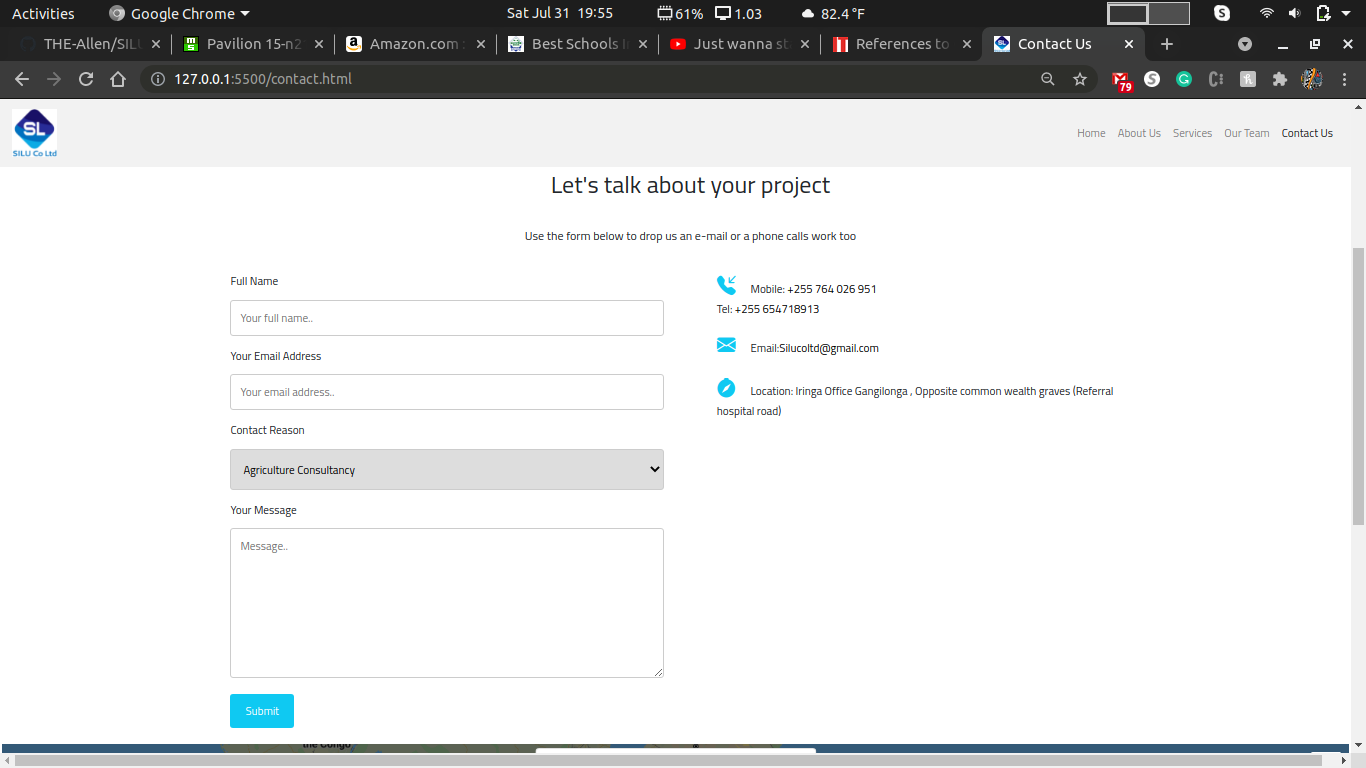 Activities Google Chrome Sat Jul 31 19:55 61% 1.03 82.4 °F S
THE-Allen/SIL ms Pavilion 15-n2 a Amazon.com : Best Schools I Just wanna st References to SL Contact Us
127.0.0.1:5500/contact.html 79 S
SL
SILU Co Ltd
Home About Us Services Our Team Contact Us
Let's talk about your project
Use the form below to drop us an e-mail or a phone calls work too
Full Name
Your full name..
Your Email Address
Your email address..
Contact Reason
Agriculture Consultancy
Your Message
Message..
Submit
Mobile: +255 764 026 951
Tel: +255 654718913
Email:Silucoltd@gmail.com
Location: Iringa Office Gangilonga , Opposite common wealth graves (Referral
hospital road)
the Congo